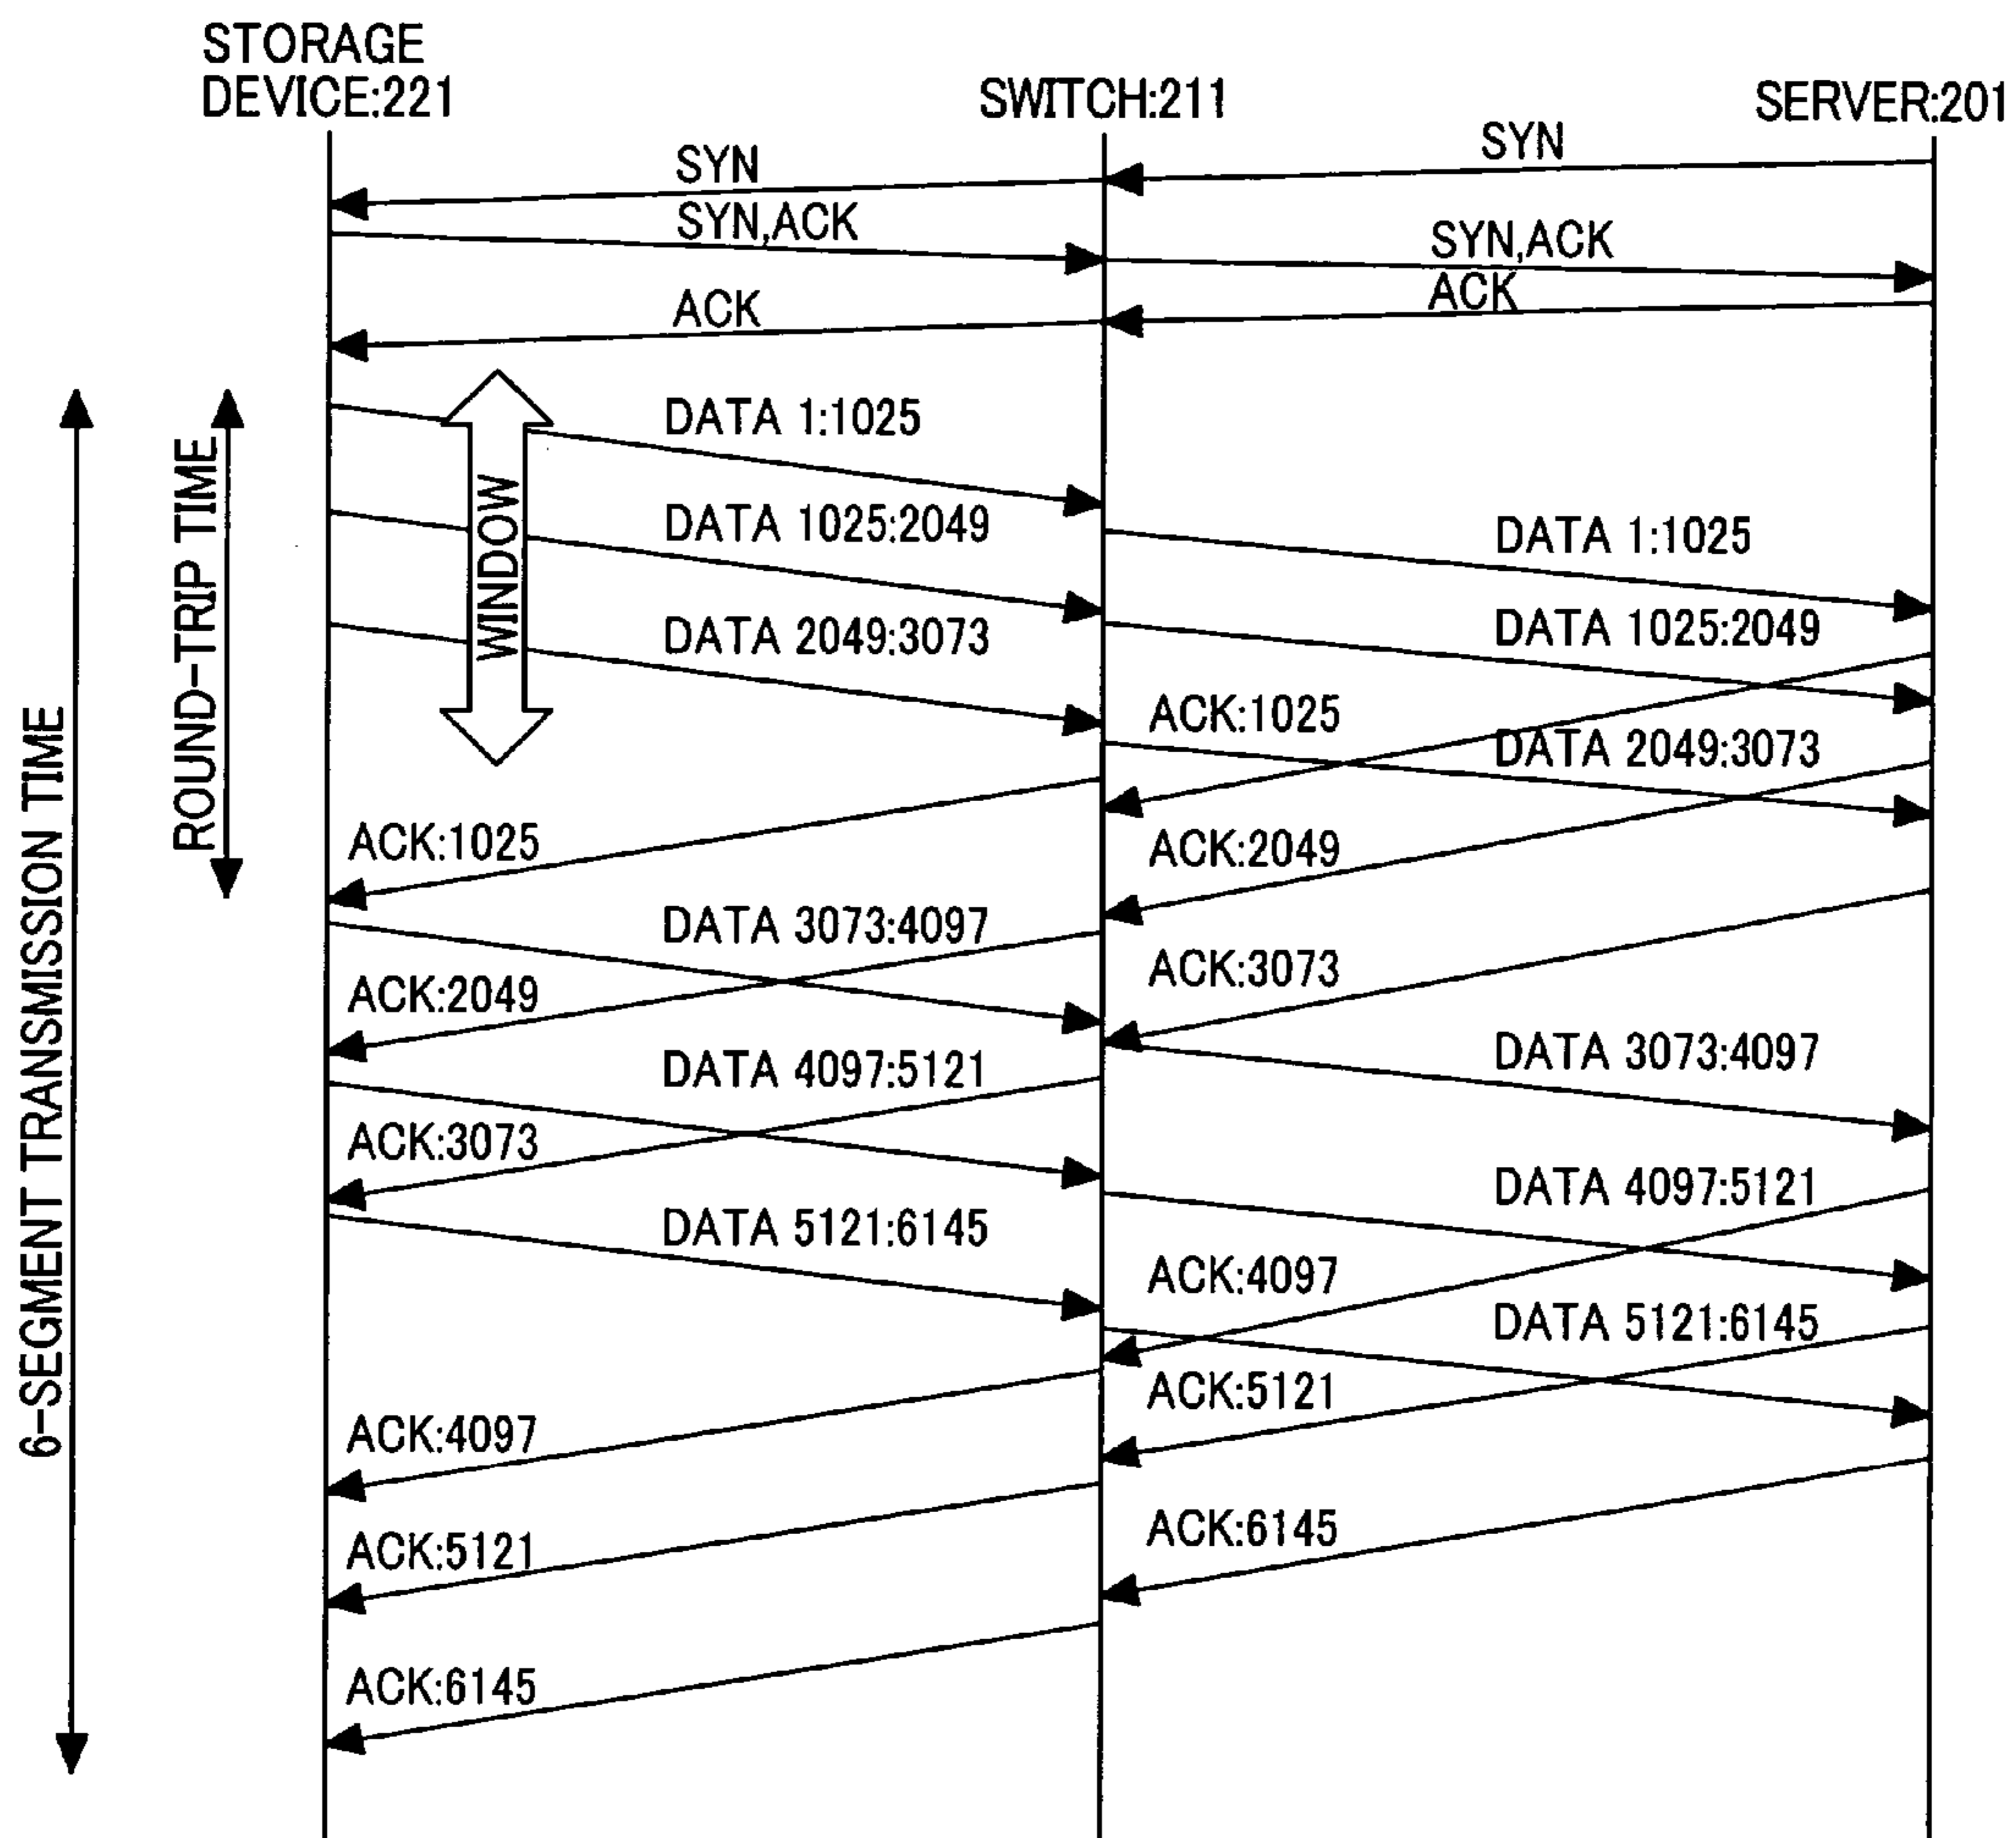 STORAGE
DEVICE:221
SWITCH:211
SERVER:201
SYN
SYN
SYN,ACK
SYN,ACK
ACK
ACK
DATA 1:1025
DATA 1025:2049
DATA 1:1025
DATA 1025:2049
DATA 2049:3073
ACK:1025
DATA 2049:3073
ACK:1025
ACK:2049
DATA 3073:4097
ACK:3073
ACK:2049
DATA 3073:4097
DATA 4097:5121
ACK:3073
DATA 4097:5121
DATA 5121:6145
ACK:4097
DATA 5121:6145
ACK:5121
ACK:4097
ACK:6145
ACK:5121
ACK:6145
WINDOW
ROUND-TRIP TIME
6-SEGMENT TRANSMISSION TIME